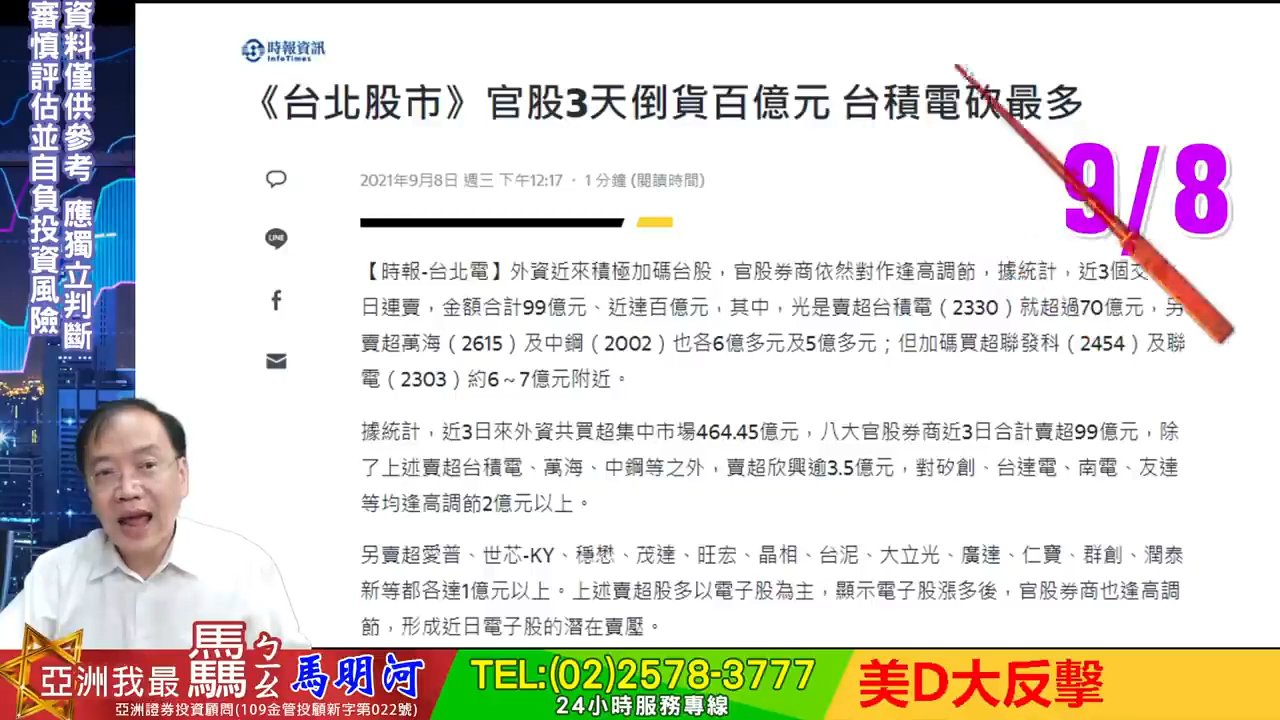 資料僅供參考 應獨立判斷
審慎評估並自負投資風險
時報資訊
InfoTimes
《台北股市》官股3天倒貨百億元 台積電砍最多
9/8
2021年9月8日 週三 下午12:17 · 1 分鐘 (閱讀時間)
LINE
【時報-台北電】外資近來積極加碼台股，官股券商依然對作逢高調節，據統計，近3個交
日連賣，金額合計99億元、近達百億元，其中，光是賣超台積電（2330）就超過70億元，另
賣超萬海（2615）及中鋼（2002）也各6億多元及5億多元；但加碼買超聯發科（2454）及聯
電（2303）約6～7億元附近。
據統計，近3日來外資共買超集中市場464.45億元，八大官股券商近3日合計賣超99億元，除
了上述賣超台積電、萬海、中鋼等之外，賣超欣興逾3.5億元，對矽創、台達電、南電、友達
等均逢高調節2億元以上。
另賣超愛普、世芯-KY、穩懋、茂達、旺宏、晶相、台泥、大立光、廣達、仁寶、群創、潤泰
新等都各達1億元以上。上述賣超股多以電子股為主，顯示電子股漲多後，官股券商也逢高調
節，形成近日電子股的潛在賣壓。
亞洲我最馬驫ㄅㄧㄠ 馬明河
亞洲證券投資顧問(109金管投顧新字第022號)
TEL:(02)2578-3777
24小時服務專線
美D大反擊